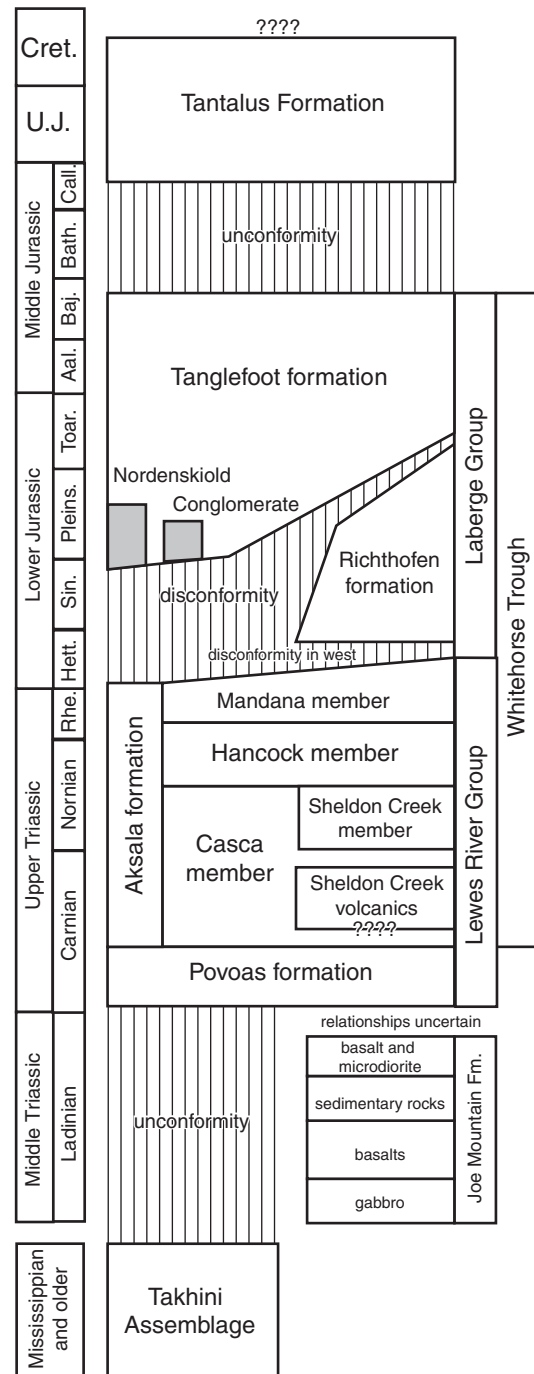 ????
Cret.
Tantalus Formation
U.J.
Middle Jurassic
Call.
Bath.
unconformity
Baj.
Aal.
Tanglefoot formation
Lower Jurassic
Toar.
Pleins.
Sin.
Hett.
Nordenskiold
Conglomerate
Richthofen
formation
disconformity
disconformity in west
Laberge Group
Whitehorse Trough
Upper Triassic
Rhe.
Nornian
Carnian
Aksala formation
Mandana member
Hancock member
Casca
member
Sheldon Creek
member
Sheldon Creek
volcanics
????
Povoas formation
Lewes River Group
relationships uncertain
Middle Triassic
Ladinian
unconformity
basalt and
microdiorite
sedimentary rocks
basalts
gabbro
Joe Mountain Fm.
Mississippian
and older
Takhini
Assemblage